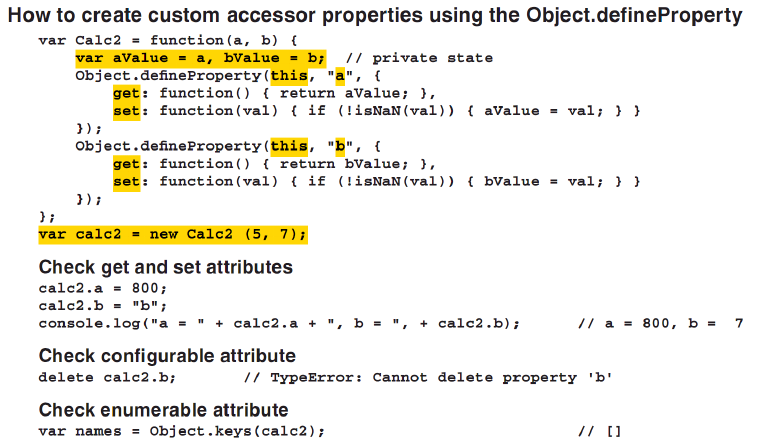 How to create custom accessor properties using the Object.defineProperty
var Calc2 = function(a, b) {
var aValue = a, bValue = b; // private state
Object.defineProperty(this, "a", {
get: function() { return aValue; },
set: function(val) { if (!isNaN(val)) { aValue = val; } }
});
Object.defineProperty(this, "b", {
get: function() { return bValue; },
set: function(val) { if (!isNaN(val)) { bValue = val; } }
});
};
var calc2 = new Calc2 (5, 7);
Check get and set attributes
calc2.a = 800;
calc2.b = "b";
console.log("a = " + calc2.a + ", b = ", + calc2.b); // a = 800, b = 7
Check configurable attribute
delete calc2.b; // TypeError: Cannot delete property 'b'
Check enumerable attribute
var names = Object.keys(calc2); // []